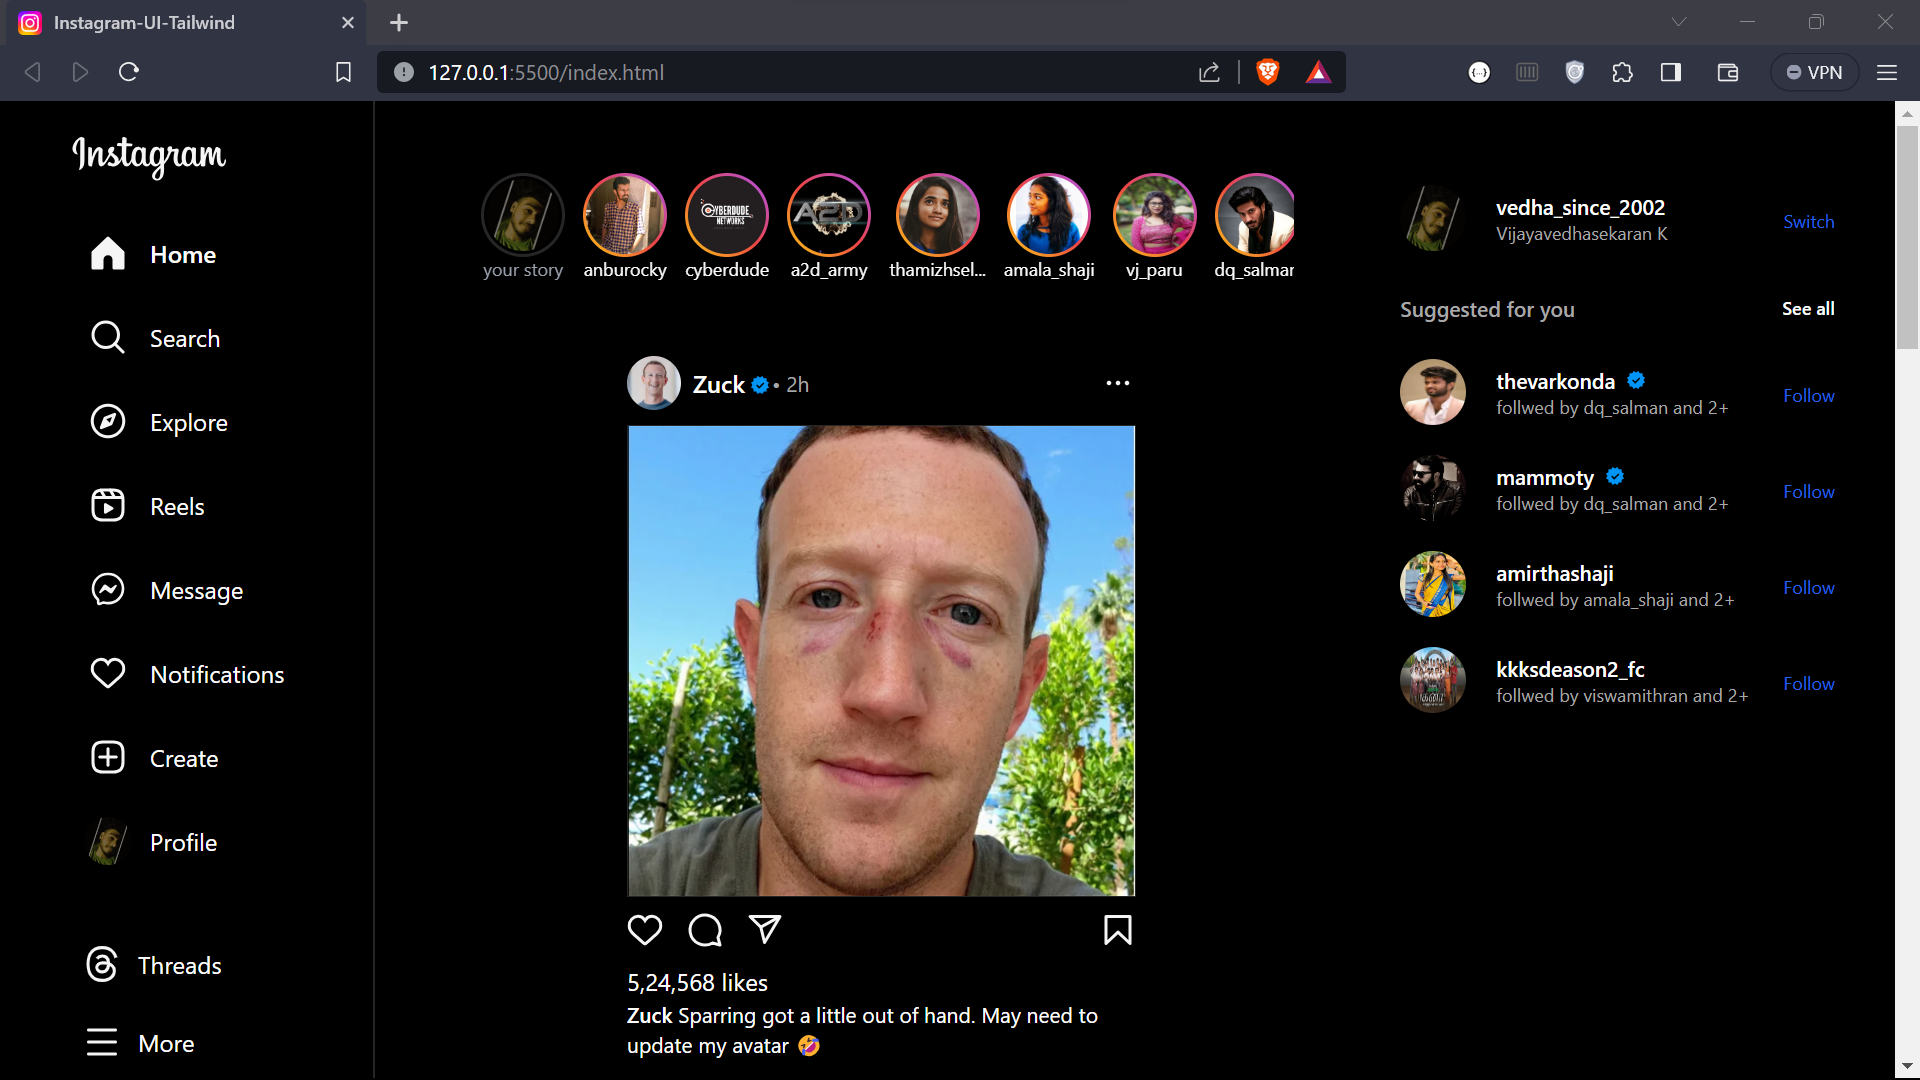 Instagram-UI-Tailwind
127.0.0.1:5500/index.html
VPN
Instagram
Home
Search
Explore
Reels
Message
Notifications
Create
Profile
Threads
More
your story
anburocky
cyberdude
a2d_army
thamizhsel...
amala_shaji
vj_paru
dq_salman
CYBERDUDE
NETWORKS
A2D
Zuck • 2h
5,24,568 likes
Zuck Sparring got a little out of hand. May need to
update my avatar 🤣
vedha_since_2002
Vijayavedhasekaran K
Switch
Suggested for you
See all
thevarkonda
follwed by dq_salman and 2+
Follow
mammoty
follwed by dq_salman and 2+
Follow
amirthashaji
follwed by amala_shaji and 2+
Follow
kkksdeason2_fc
follwed by viswamithran and 2+
Follow